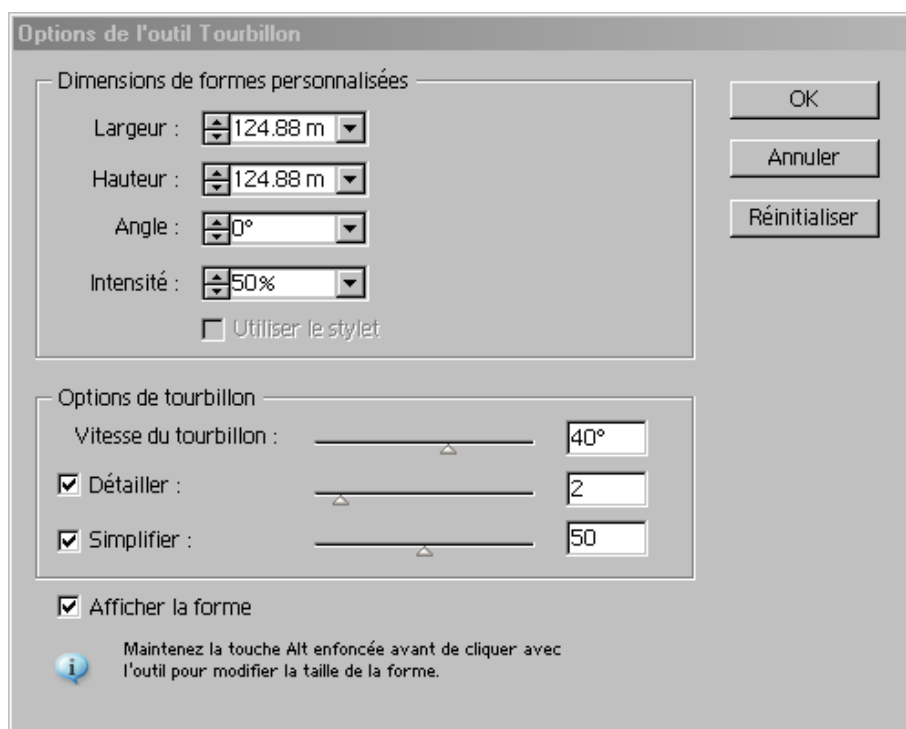 Options de l'outil Tourbillon
Dimensions de formes personnalisées
Largeur : 124.88 m
Hauteur : 124.88 m
Angle : 0°
Intensité : 50%
Utiliser le stylet
OK
Annuler
Réinitialiser
Options de tourbillon
Vitesse du tourbillon : 40°
Détailler : 2
Simplifier : 50
Afficher la forme
Maintenez la touche Alt enfoncée avant de cliquer avec
l'outil pour modifier la taille de la forme.